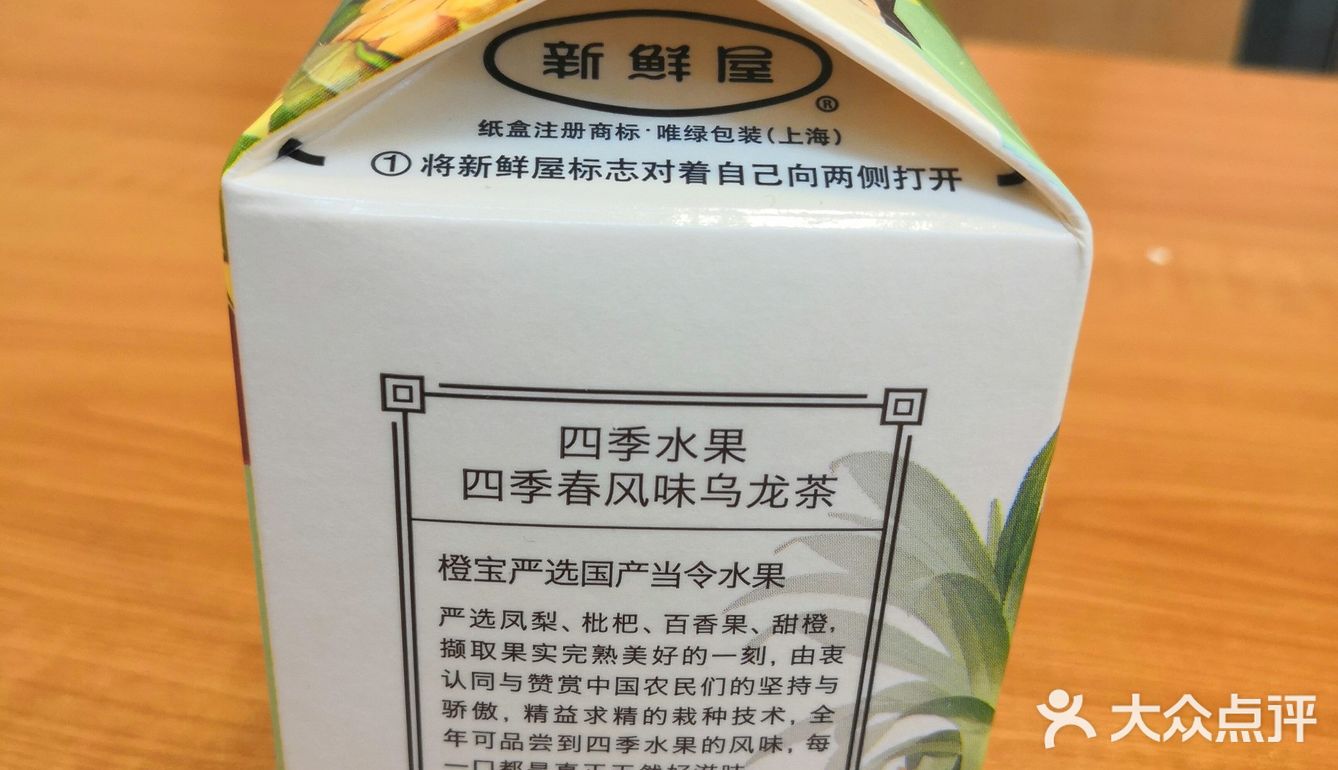 新鲜屋®
纸盒注册商标·唯绿包装(上海)
①将新鲜屋标志对着自己向两侧打开
四季水果
四季春风味乌龙茶
橙宝严选国产当令水果
严选凤梨、枇杷、百香果、甜橙,
撷取果实完熟美好的一刻, 由衷
认同与赞赏中国农民们的坚持与
骄傲, 精益求精的栽种技术, 全
年可品尝到四季水果的风味, 每
大众点评